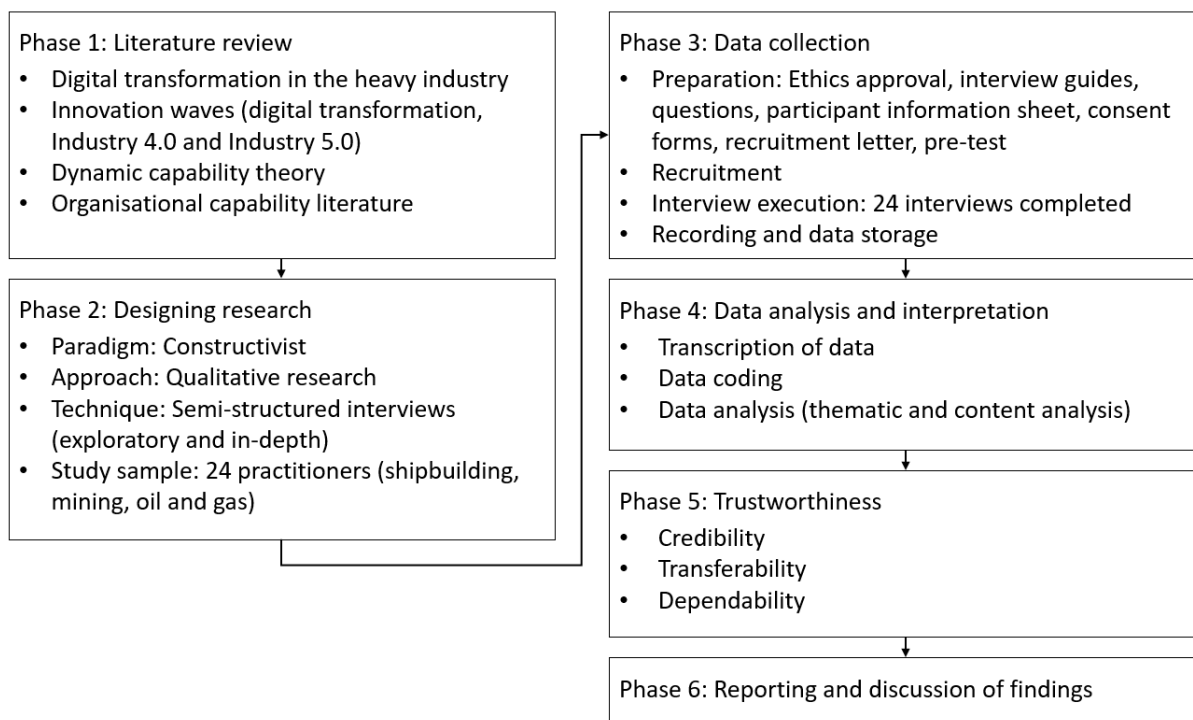 Phase 1: Literature review
• Digital transformation in the heavy industry
• Innovation waves (digital transformation,
Industry 4.0 and Industry 5.0)
• Dynamic capability theory
• Organisational capability literature
Phase 2: Designing research
• Paradigm: Constructivist
• Approach: Qualitative research
• Technique: Semi-structured interviews
(exploratory and in-depth)
• Study sample: 24 practitioners (shipbuilding,
mining, oil and gas)
Phase 3: Data collection
• Preparation: Ethics approval, interview guides,
questions, participant information sheet, consent
forms, recruitment letter, pre-test
• Recruitment
• Interview execution: 24 interviews completed
• Recording and data storage
Phase 4: Data analysis and interpretation
• Transcription of data
• Data coding
• Data analysis (thematic and content analysis)
Phase 5: Trustworthiness
• Credibility
• Transferability
• Dependability
Phase 6: Reporting and discussion of findings